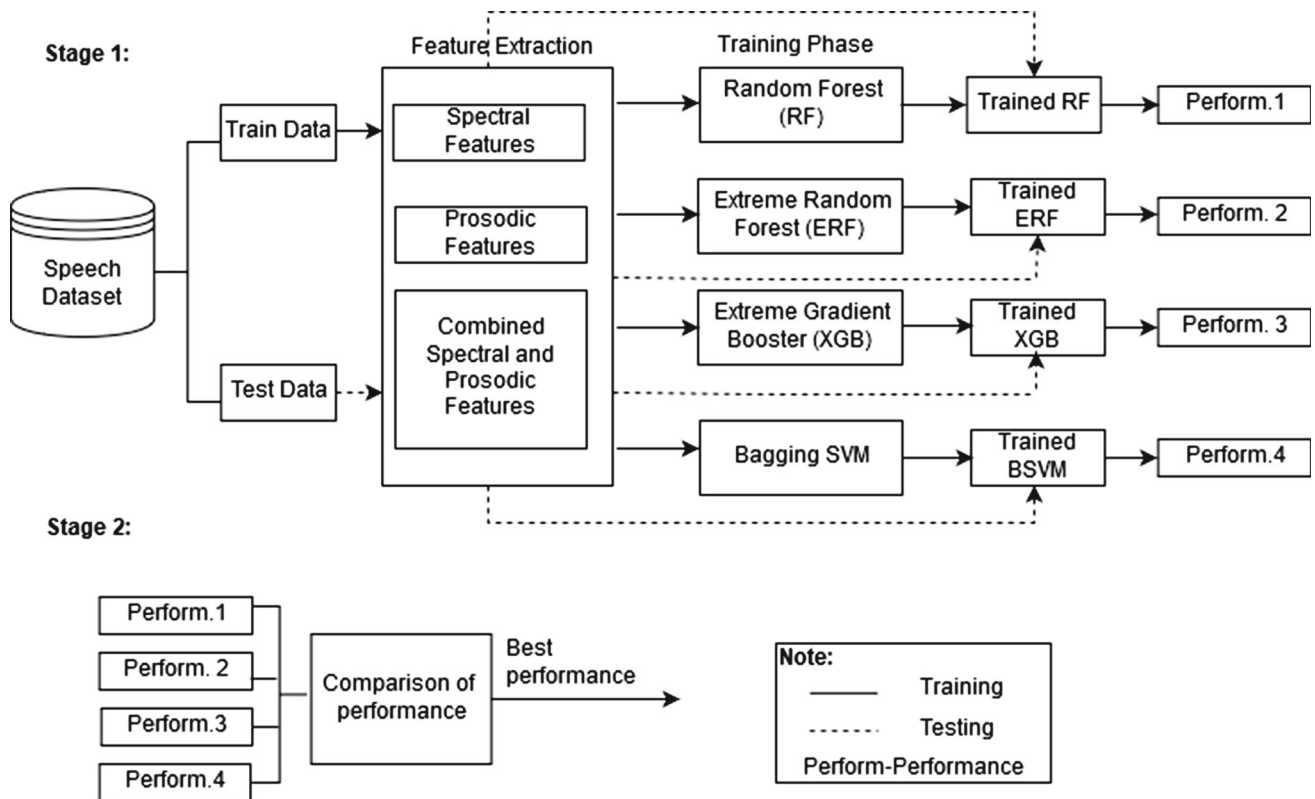 Stage 1:
Feature Extraction
Training Phase
Speech
Dataset
Train Data
Test Data
Spectral
Features
Prosodic
Features
Combined
Spectral and
Prosodic
Features
Random Forest
(RF)
Trained RF
Perform.1
Extreme Random
Forest (ERF)
Trained
ERF
Perform. 2
Extreme Gradient
Booster (XGB)
Trained
XGB
Perform. 3
Bagging SVM
Trained
BSVM
Perform.4
Stage 2:
Perform.1
Perform. 2
Perform.3
Perform.4
Comparison of
performance
Best
performance
Note:
Training
Testing
Perform-Performance